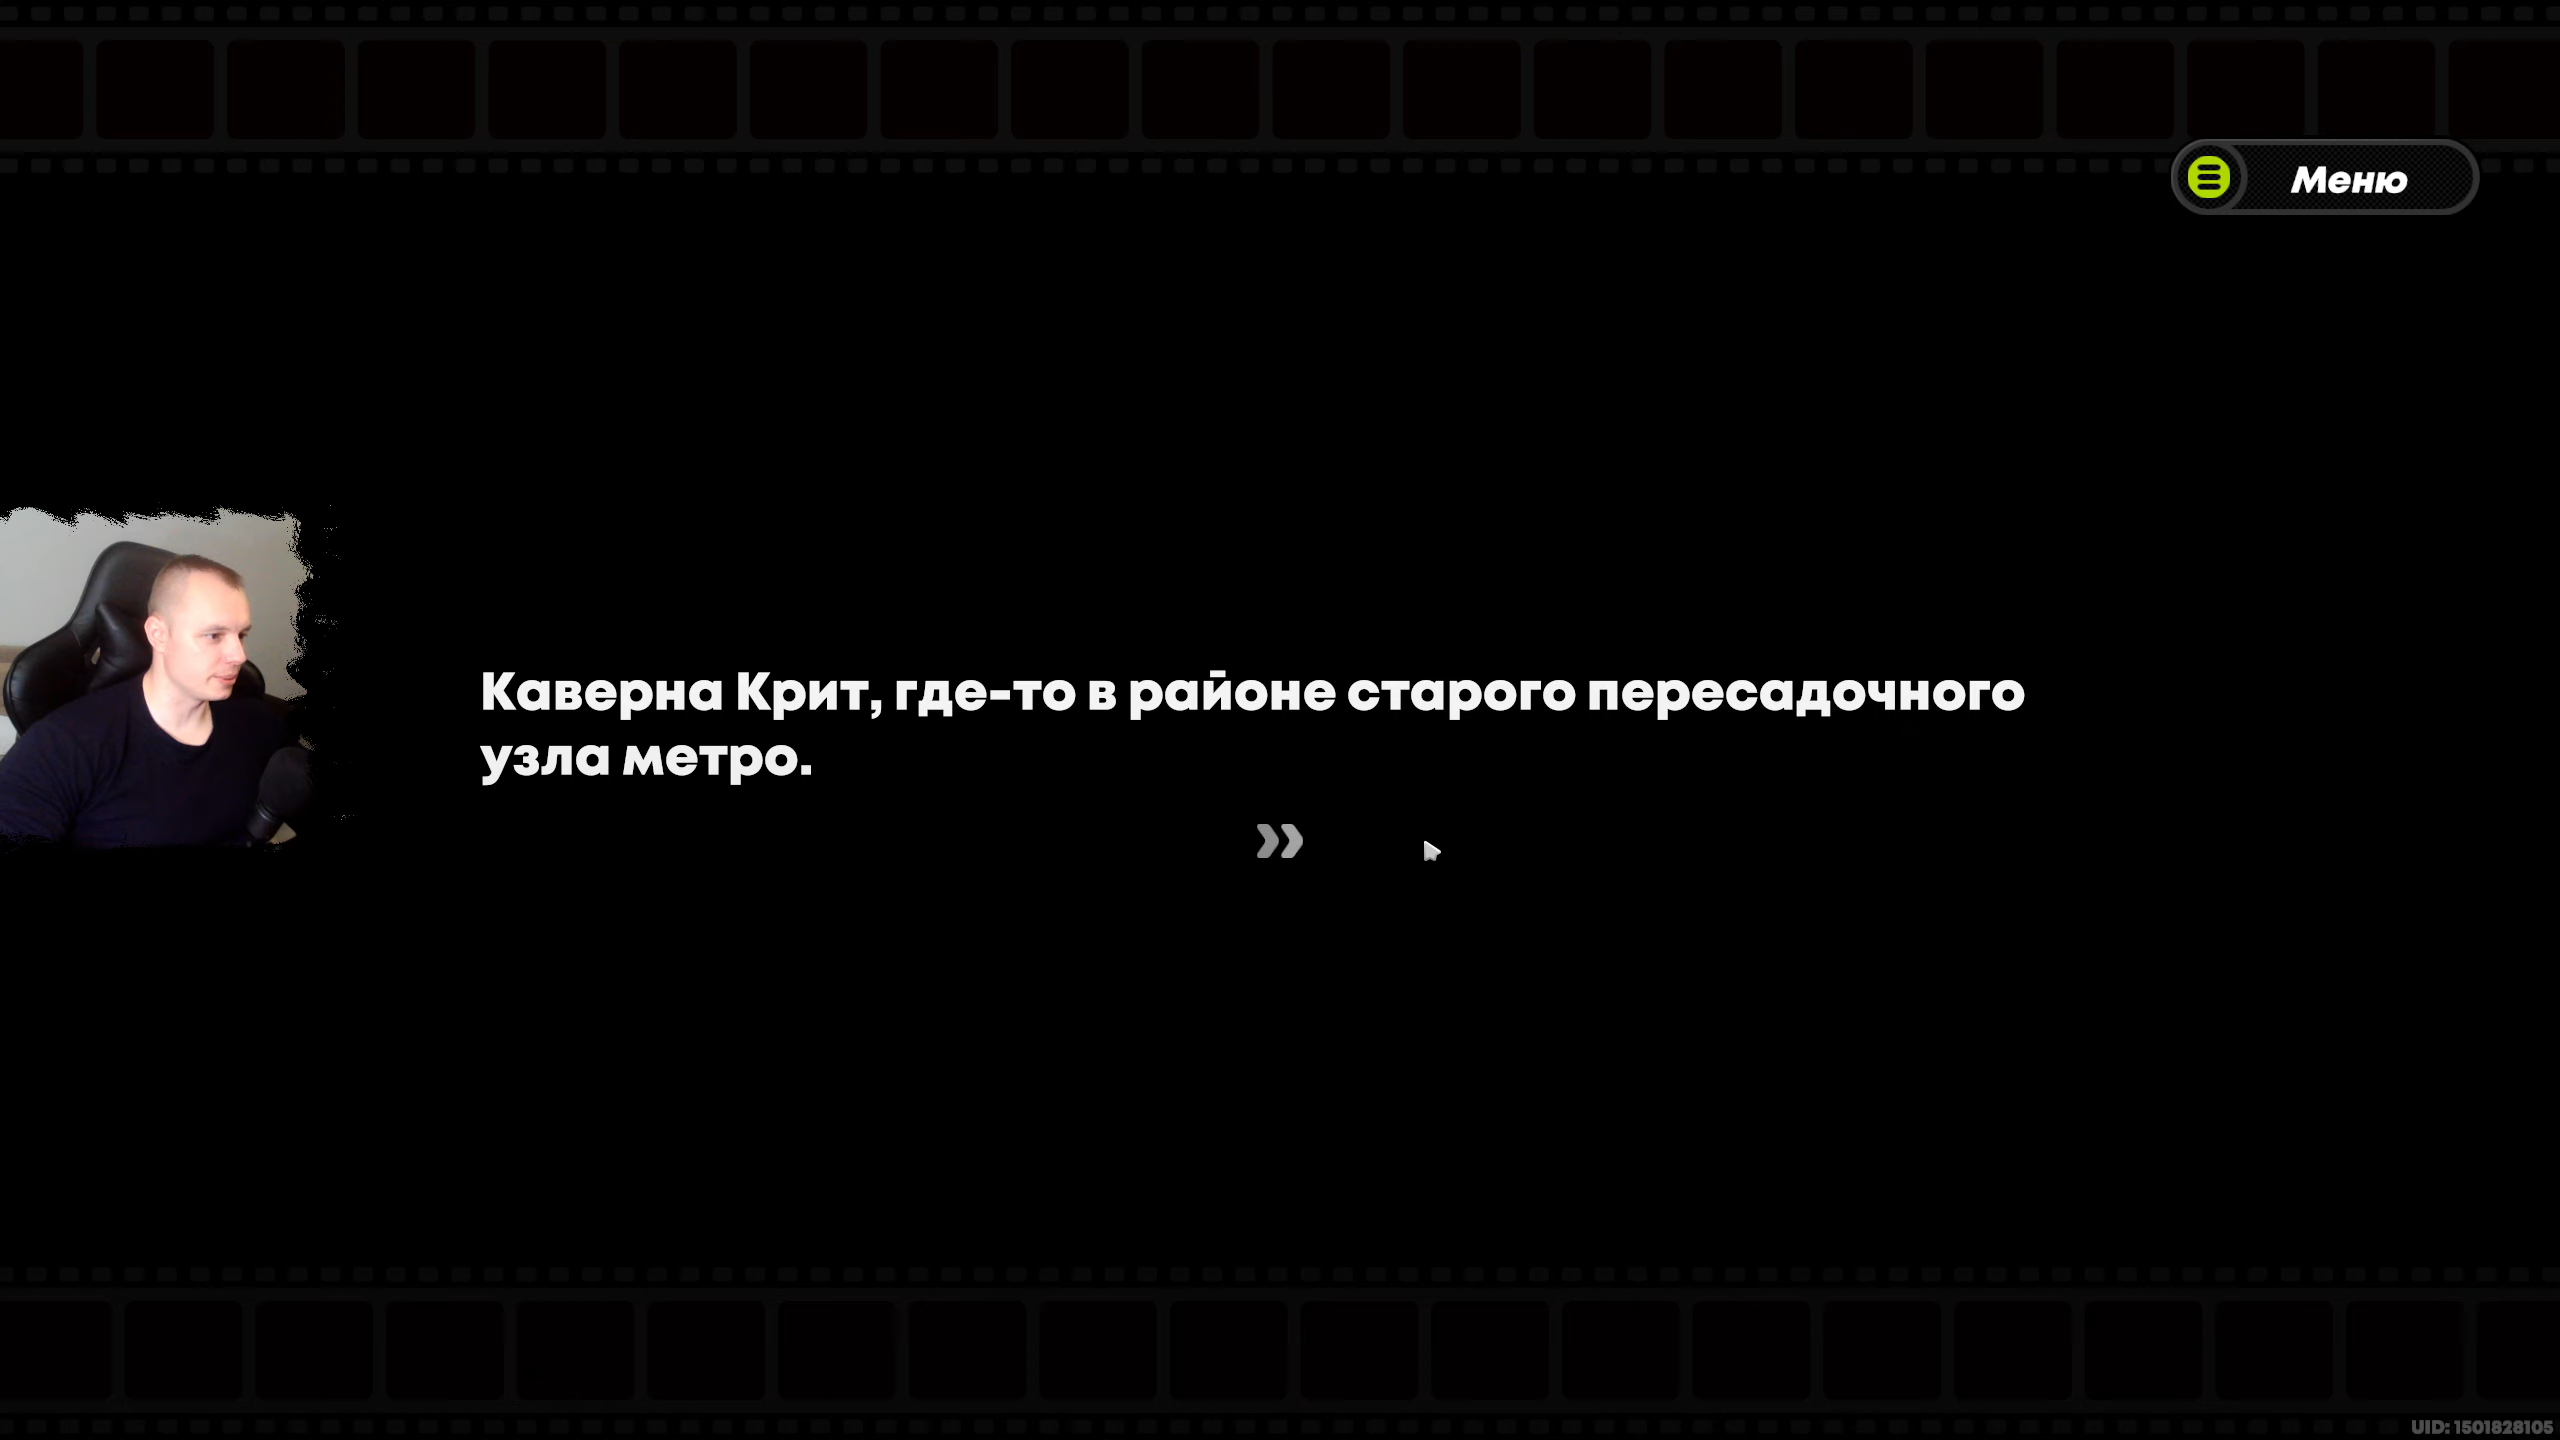 Меню
Каверна Крит, где-то в районе старого пересадочного
узла метро.
UID: 1501828105